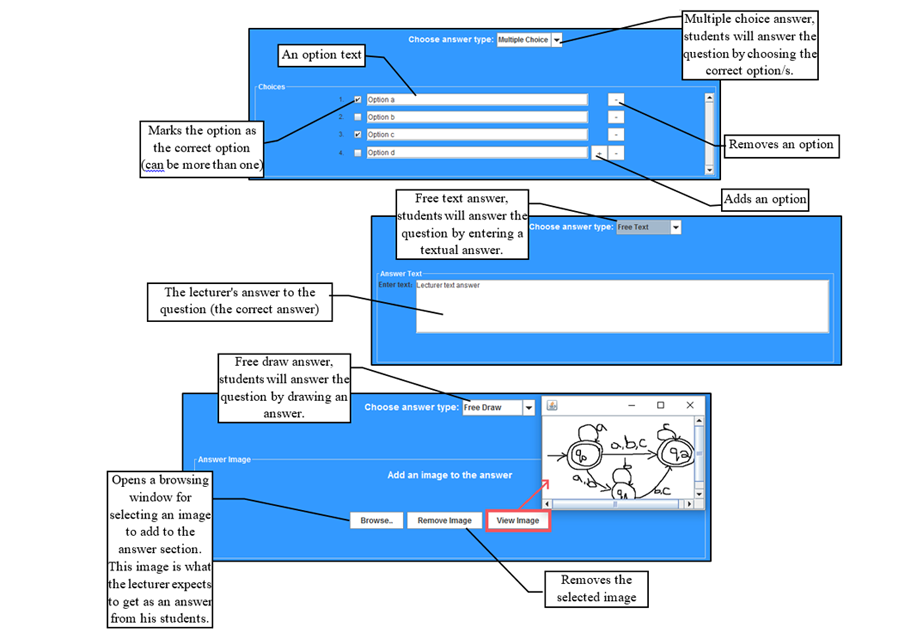 Choose answer type: Multiple Choice
Multiple choice answer,
students will answer the
question by choosing the
correct option/s.
An option text
Choices
1. Option a -
2. Option b -
3. Option c -
4. Option d + -
Marks the option as
the correct option
(can be more than one)
Removes an option
Adds an option
Free text answer,
students will answer the
question by entering a
textual answer.
Choose answer type: Free Text
Answer Text
Enter text: Lecturer text answer
The lecturer's answer to the
question (the correct answer)
Free draw answer,
students will answer the
question by drawing an
answer.
Choose answer type: Free Draw
a
c
q0
a,b,c
q2
b
a,b
q1
b,c
Answer Image
Add an image to the answer
Opens a browsing
window for
selecting an image
to add to the
answer section.
This image is what
the lecturer expects
to get as an answer
from his students.
Browse.. Remove Image View Image
Removes the
selected image